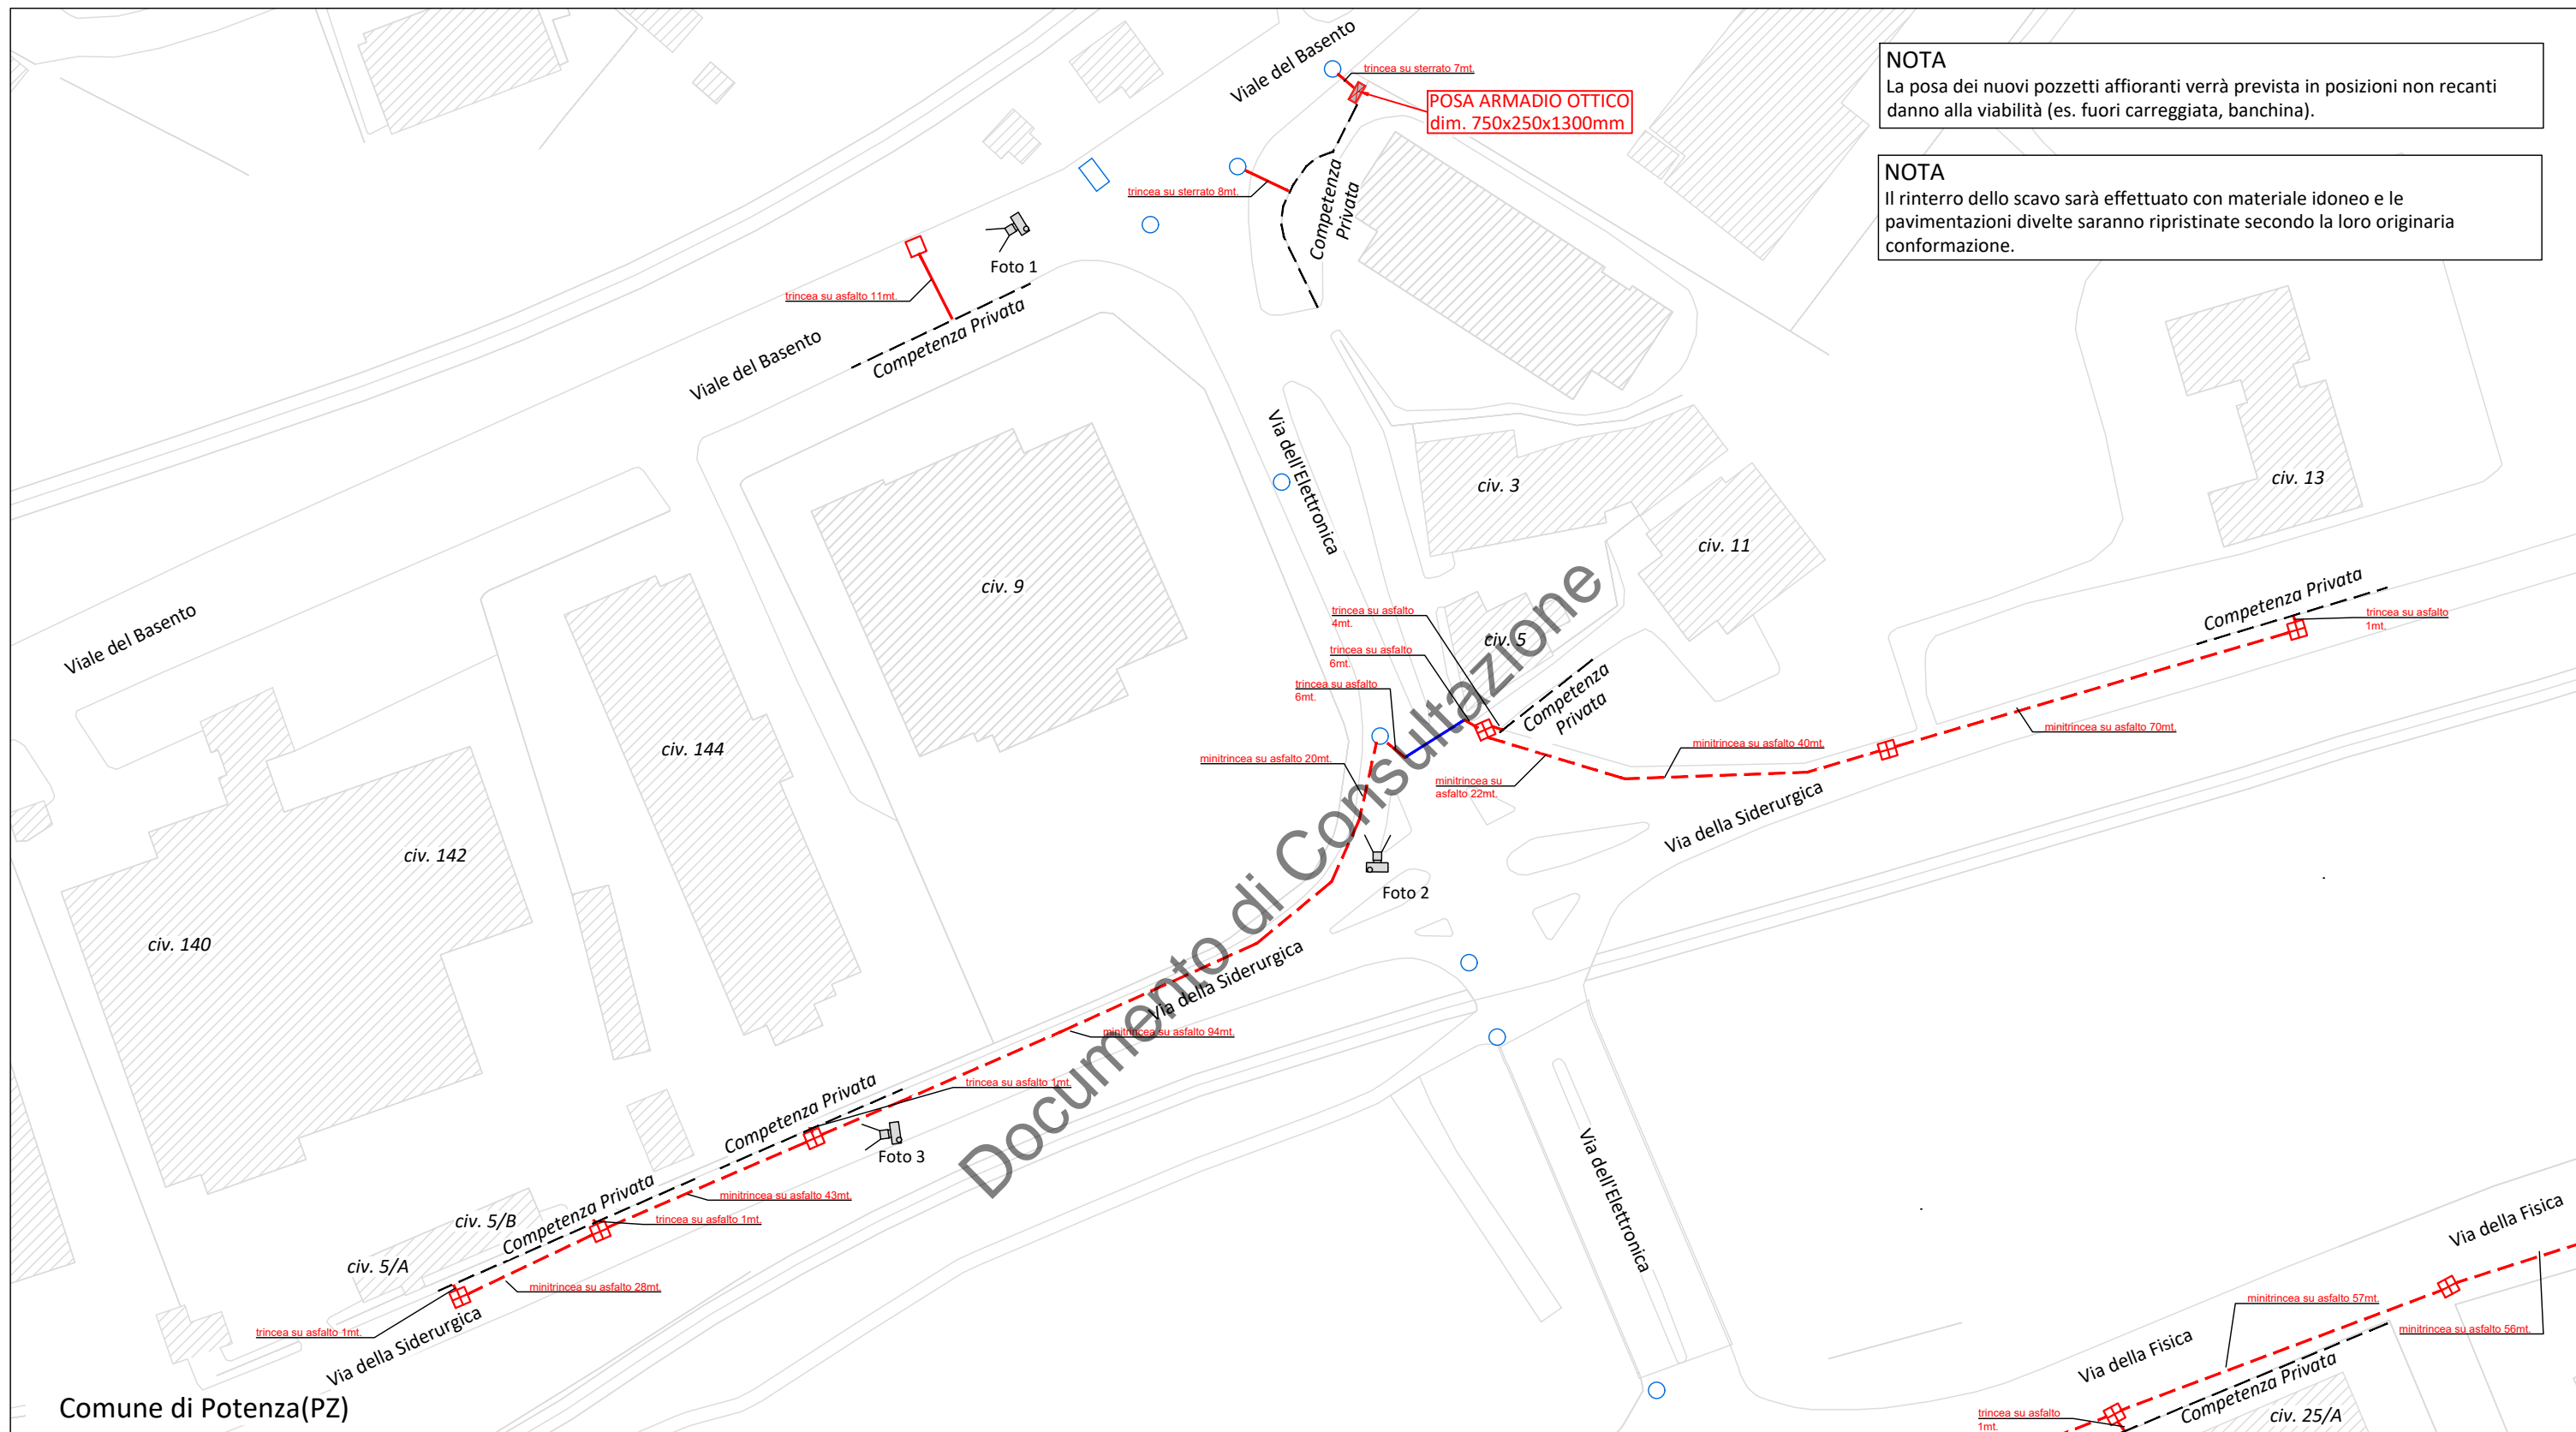 Viale del Basento
trincea su sterrato 7mt.
POSA ARMADIO OTTICO
dim. 750x250x1300mm
NOTA
La posa dei nuovi pozzetti affioranti verrà prevista in posizioni non recanti
danno alla viabilità (es. fuori carreggiata, banchina).
NOTA
Il rinterro dello scavo sarà effettuato con materiale idoneo e le
pavimentazioni divelte saranno ripristinate secondo la loro originaria
conformazione.
trincea su sterrato 8mt.
Competenza
Privata
Foto 1
trincea su asfalto 11mt.
Competenza Privata
Viale del Basento
Via dell'Elettronica
civ. 3
civ. 13
civ. 11
civ. 9
Viale del Basento
trincea su asfalto
4mt.
civ. 5
Competenza Privata
trincea su asfalto
1mt.
trincea su asfalto
6mt.
trincea su asfalto
6mt.
Competenza
Privata
civ. 144
minitrincea su asfalto 20mt.
minitrincea su asfalto 40mt.
minitrincea su asfalto 70mt.
minitrincea su
asfalto 22mt.
Via della Siderurgica
civ. 142
Foto 2
civ. 140
Via della Siderurgica
minitrincea su asfalto 94mt.
Documento di Consultazione
trincea su asfalto 1mt.
Competenza Privata
Foto 3
minitrincea su asfalto 43mt.
Competenza Privata
trincea su asfalto 1mt.
civ. 5/B
civ. 5/A
minitrincea su asfalto 28mt.
trincea su asfalto 1mt.
Via della Siderurgica
Via dell'Elettronica
Via della Fisica
minitrincea su asfalto 57mt.
minitrincea su asfalto 56mt.
Via della Fisica
Competenza Privata
trincea su asfalto
1mt.
civ. 25/A
Comune di Potenza(PZ)